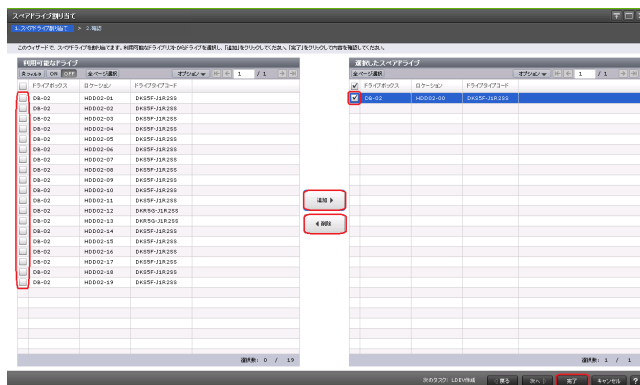 スペアドライブ割り当て
1.スペアドライブ割り当て > 2.確認
このウィザードで、スペアドライブを割り当てます。利用可能なドライブリストからドライブを選択し、「追加」をクリックしてください。「完了」をクリックして内容を確認してください。
利用可能なドライブ
フィルタ ON OFF 全ページ選択 オプション 1 / 1
ドライブボックス ロケーション ドライブタイプコード
DB-02 HDD02-01 DKS5F-J1R2SS
DB-02 HDD02-02 DKS5F-J1R2SS
DB-02 HDD02-03 DKS5F-J1R2SS
DB-02 HDD02-04 DKS5F-J1R2SS
DB-02 HDD02-05 DKS5F-J1R2SS
DB-02 HDD02-06 DKS5F-J1R2SS
DB-02 HDD02-07 DKS5F-J1R2SS
DB-02 HDD02-08 DKS5F-J1R2SS
DB-02 HDD02-09 DKS5F-J1R2SS
DB-02 HDD02-10 DKS5F-J1R2SS
DB-02 HDD02-11 DKS5F-J1R2SS
DB-02 HDD02-12 DKR5G-J1R2SS
DB-02 HDD02-13 DKR5G-J1R2SS
DB-02 HDD02-14 DKS5F-J1R2SS
DB-02 HDD02-15 DKS5F-J1R2SS
DB-02 HDD02-16 DKS5F-J1R2SS
DB-02 HDD02-17 DKS5F-J1R2SS
DB-02 HDD02-18 DKS5F-J1R2SS
DB-02 HDD02-19 DKS5F-J1R2SS
選択数: 0 / 19
追加
削除
選択したスペアドライブ
全ページ選択 オプション 1 / 1
ドライブボックス ロケーション ドライブタイプコード
DB-02 HDD02-00 DKS5F-J1R2SS
選択数: 1 / 1
次のタスク: LDEV作成 戻る 次へ 完了 キャンセル ?